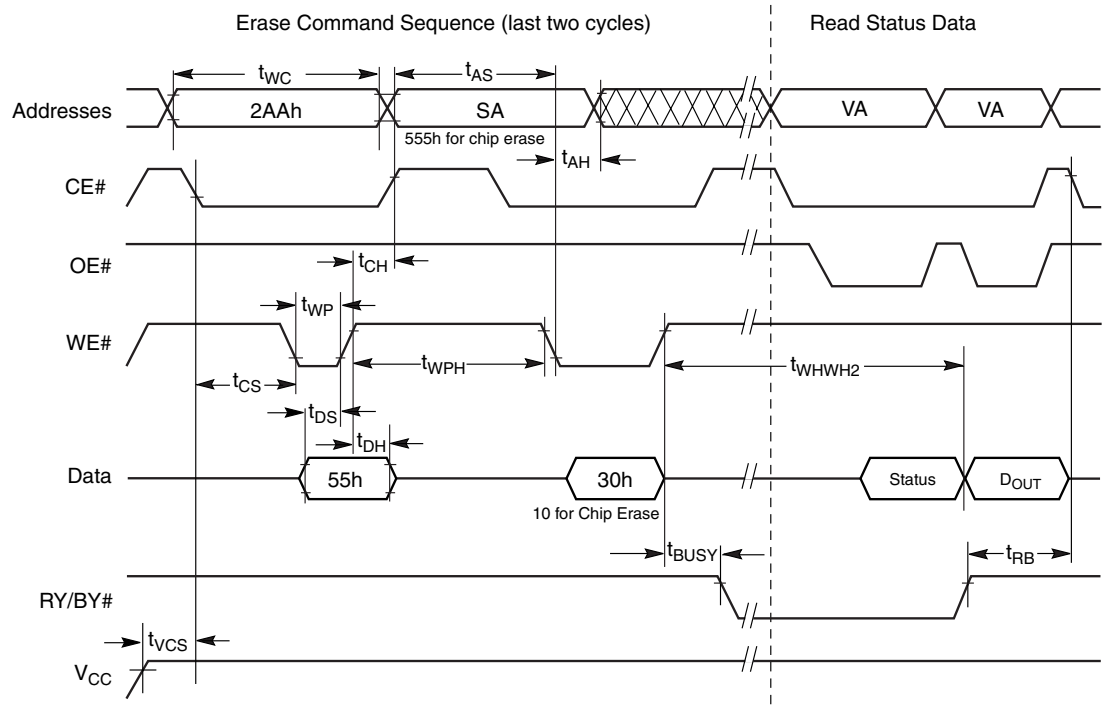 Erase Command Sequence (last two cycles)
Read Status Data
tWC
tAS
Addresses
2AAh
SA
VA
VA
555h for chip erase
tAH
CE#
OE#
tCH
tWP
WE#
tWPH
tWHWH2
tCS
tDS
tDH
Data
55h
30h
Status
DOUT
10 for Chip Erase
tBUSY
tRB
RY/BY#
tVCS
VCC